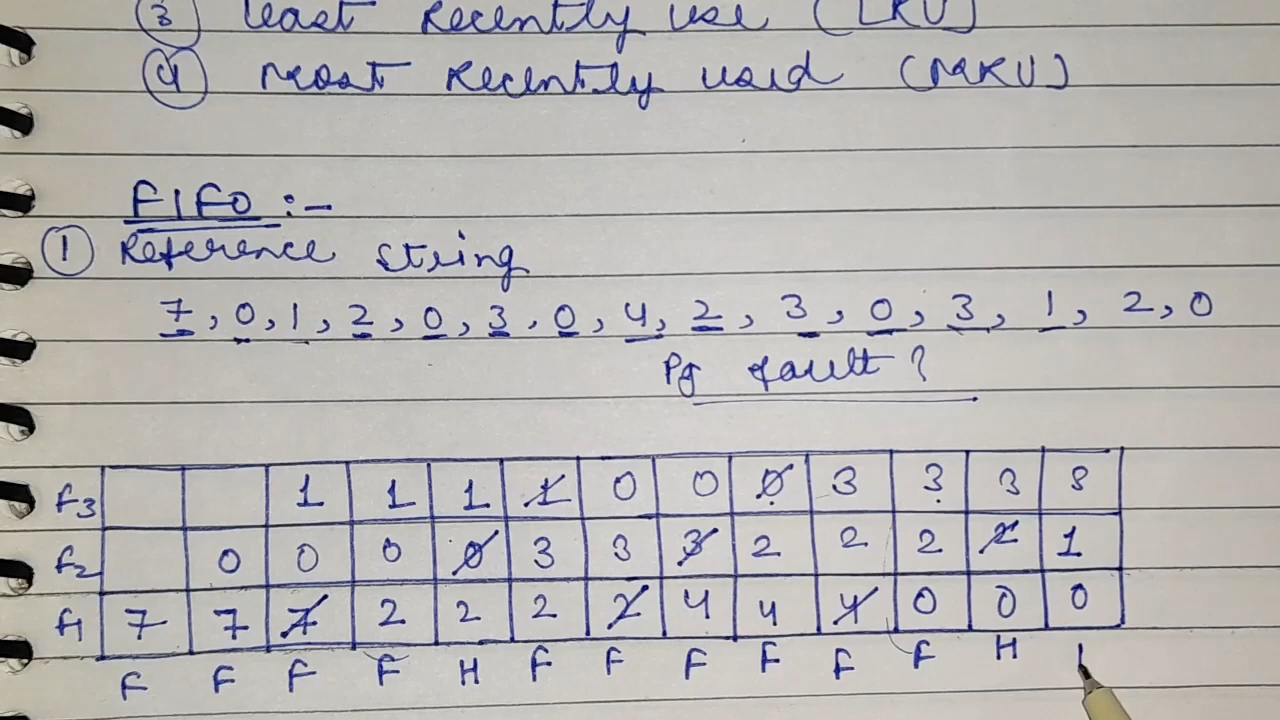 ③ Least Recently use (LRU)
④ Most Recently used (MRU)
FIFO :-
① Reference string
7, 0, 1, 2, 0, 3, 0, 4, 2, 3, 0, 3, 1, 2, 0
Pg fault ?
f3 1 1 1 1 0 0 0 3 3 3 3
f2 0 0 0 0 3 3 3 2 2 2 2 1
f1 7 7 7 2 2 2 2 4 4 4 0 0 0
F F F F H F F F F F F H